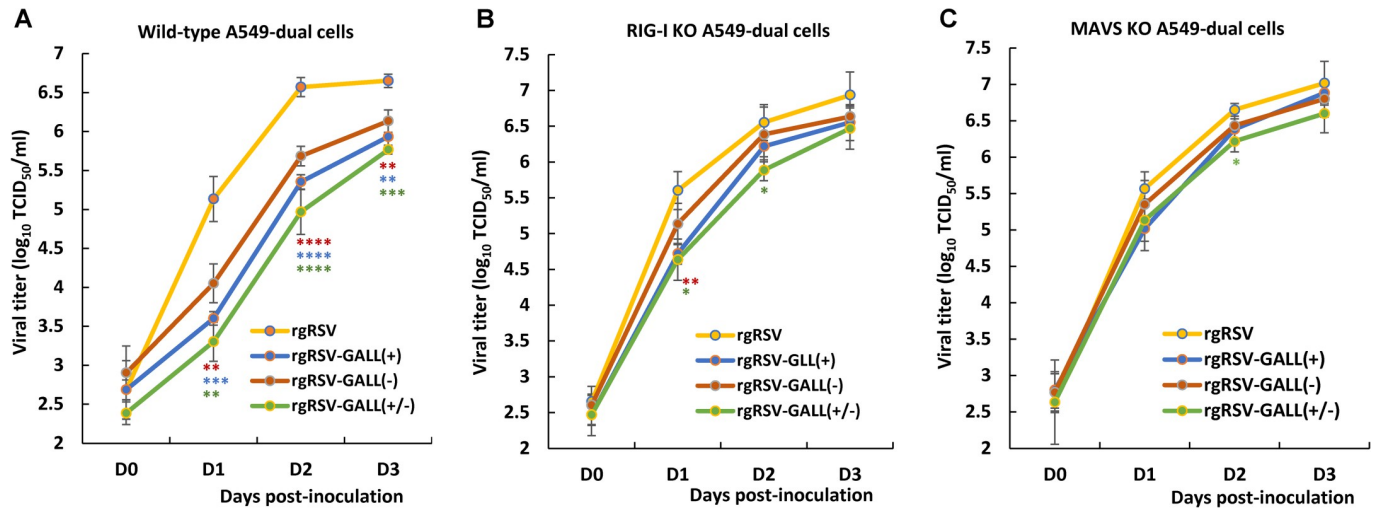 A
Wild-type A549-dual cells
Viral titer (log10 TCID50/ml)
7
6.5
6
5.5
5
4.5
4
3.5
3
2.5
2
**
***
**
****
****
****
**
**
***
rgRSV
rgRSV-GALL(+)
rgRSV-GALL(-)
rgRSV-GALL(+/-)
D0 D1 D2 D3
Days post-inoculation
B
RIG-I KO A549-dual cells
Viral titer (log10 TCID50/ml)
7.5
7
6.5
6
5.5
5
4.5
4
3.5
3
2.5
2
**
*
*
rgRSV
rgRSV-GLL(+)
rgRSV-GALL(-)
rgRSV-GALL(+/-)
D0 D1 D2 D3
Days post-inoculation
C
MAVS KO A549-dual cells
Viral titer (log10 TCID50/ml)
7.5
7
6.5
6
5.5
5
4.5
4
3.5
3
2.5
2
*
rgRSV
rgRSV-GALL(+)
rgRSV-GALL(-)
rgRSV-GALL(+/-)
D0 D1 D2 D3
Days post-inoculation